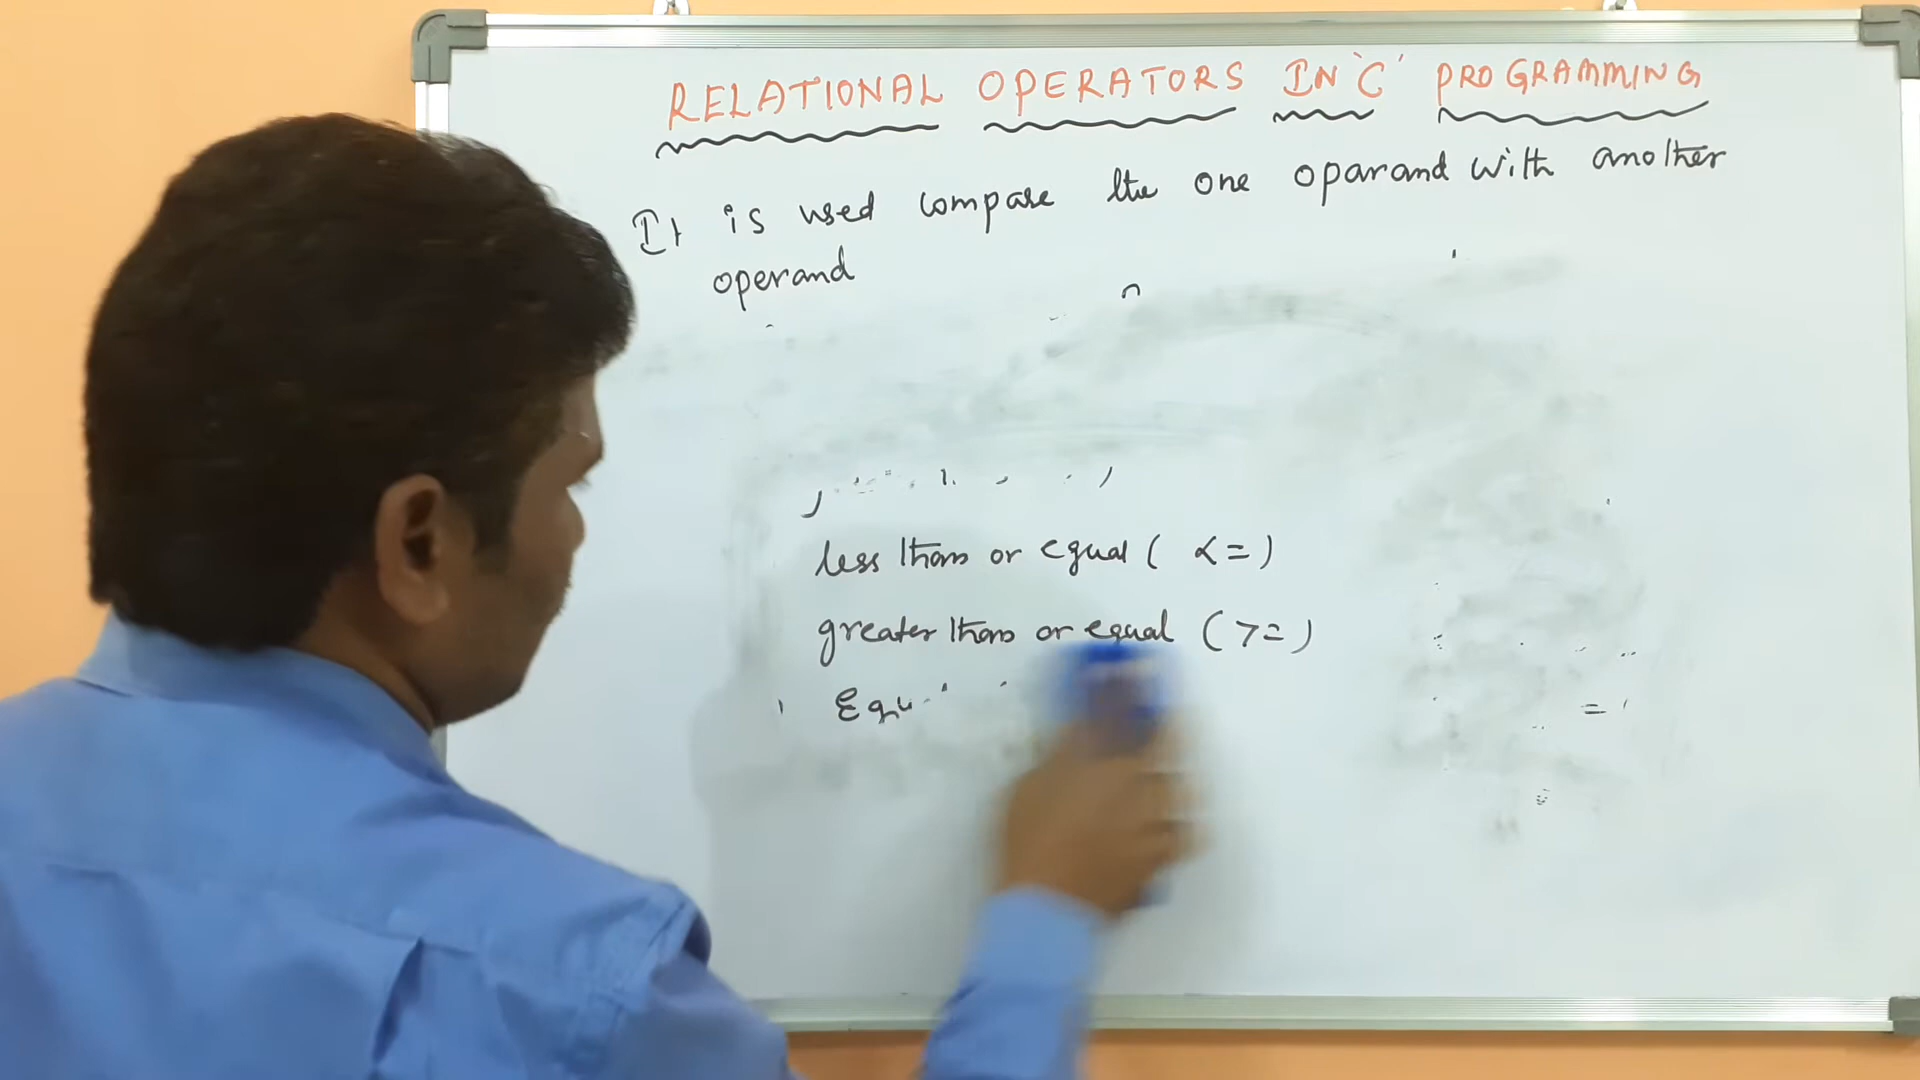 RELATIONAL OPERATORS IN 'C' PROGRAMMING
It is used compare the one oparand with another
operand
less than or equal ( <= )
greater than or equal ( >= )
Equ
=